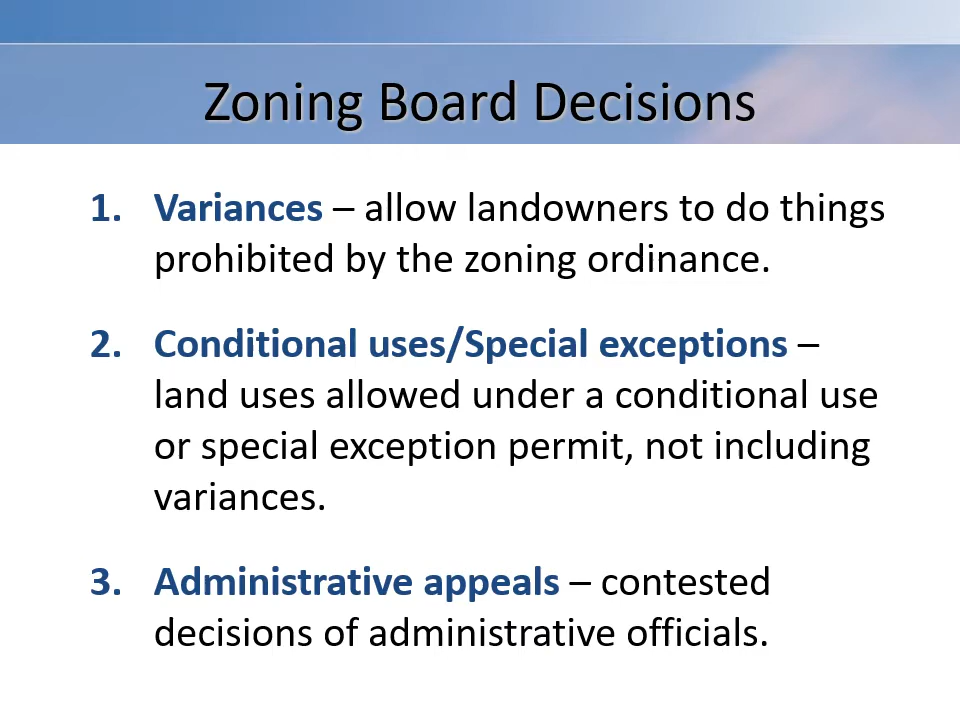 Zoning Board Decisions
1. Variances – allow landowners to do things
prohibited by the zoning ordinance.
2. Conditional uses/Special exceptions –
land uses allowed under a conditional use
or special exception permit, not including
variances.
3. Administrative appeals – contested
decisions of administrative officials.